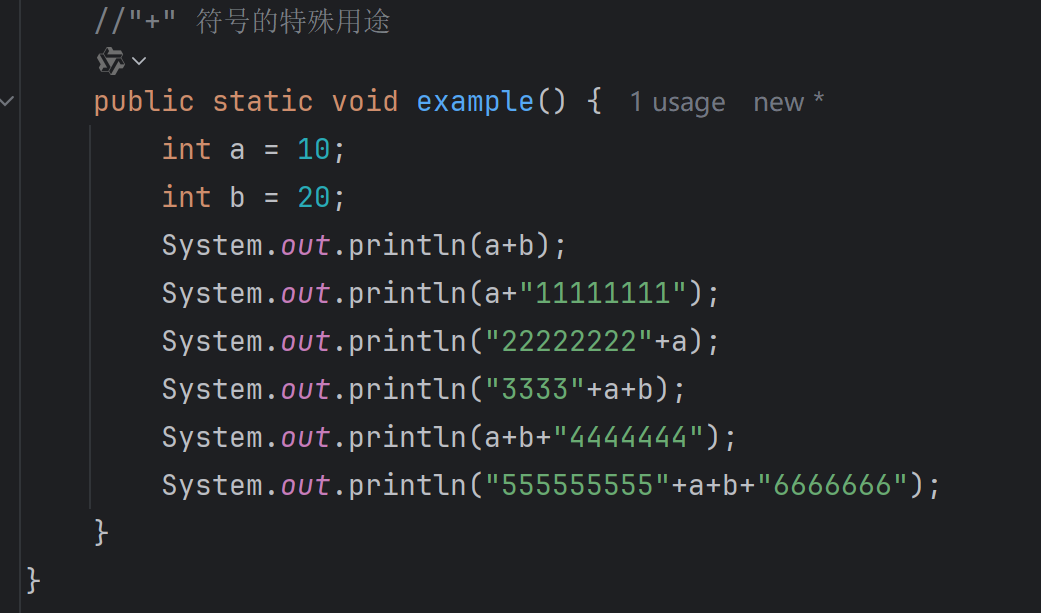 //"+" 符号的特殊用途
public static void example() { 1 usage new *
int a = 10;
int b = 20;
System.out.println(a+b);
System.out.println(a+"11111111");
System.out.println("22222222"+a);
System.out.println("3333"+a+b);
System.out.println(a+b+"4444444");
System.out.println("555555555"+a+b+"6666666");
}
}